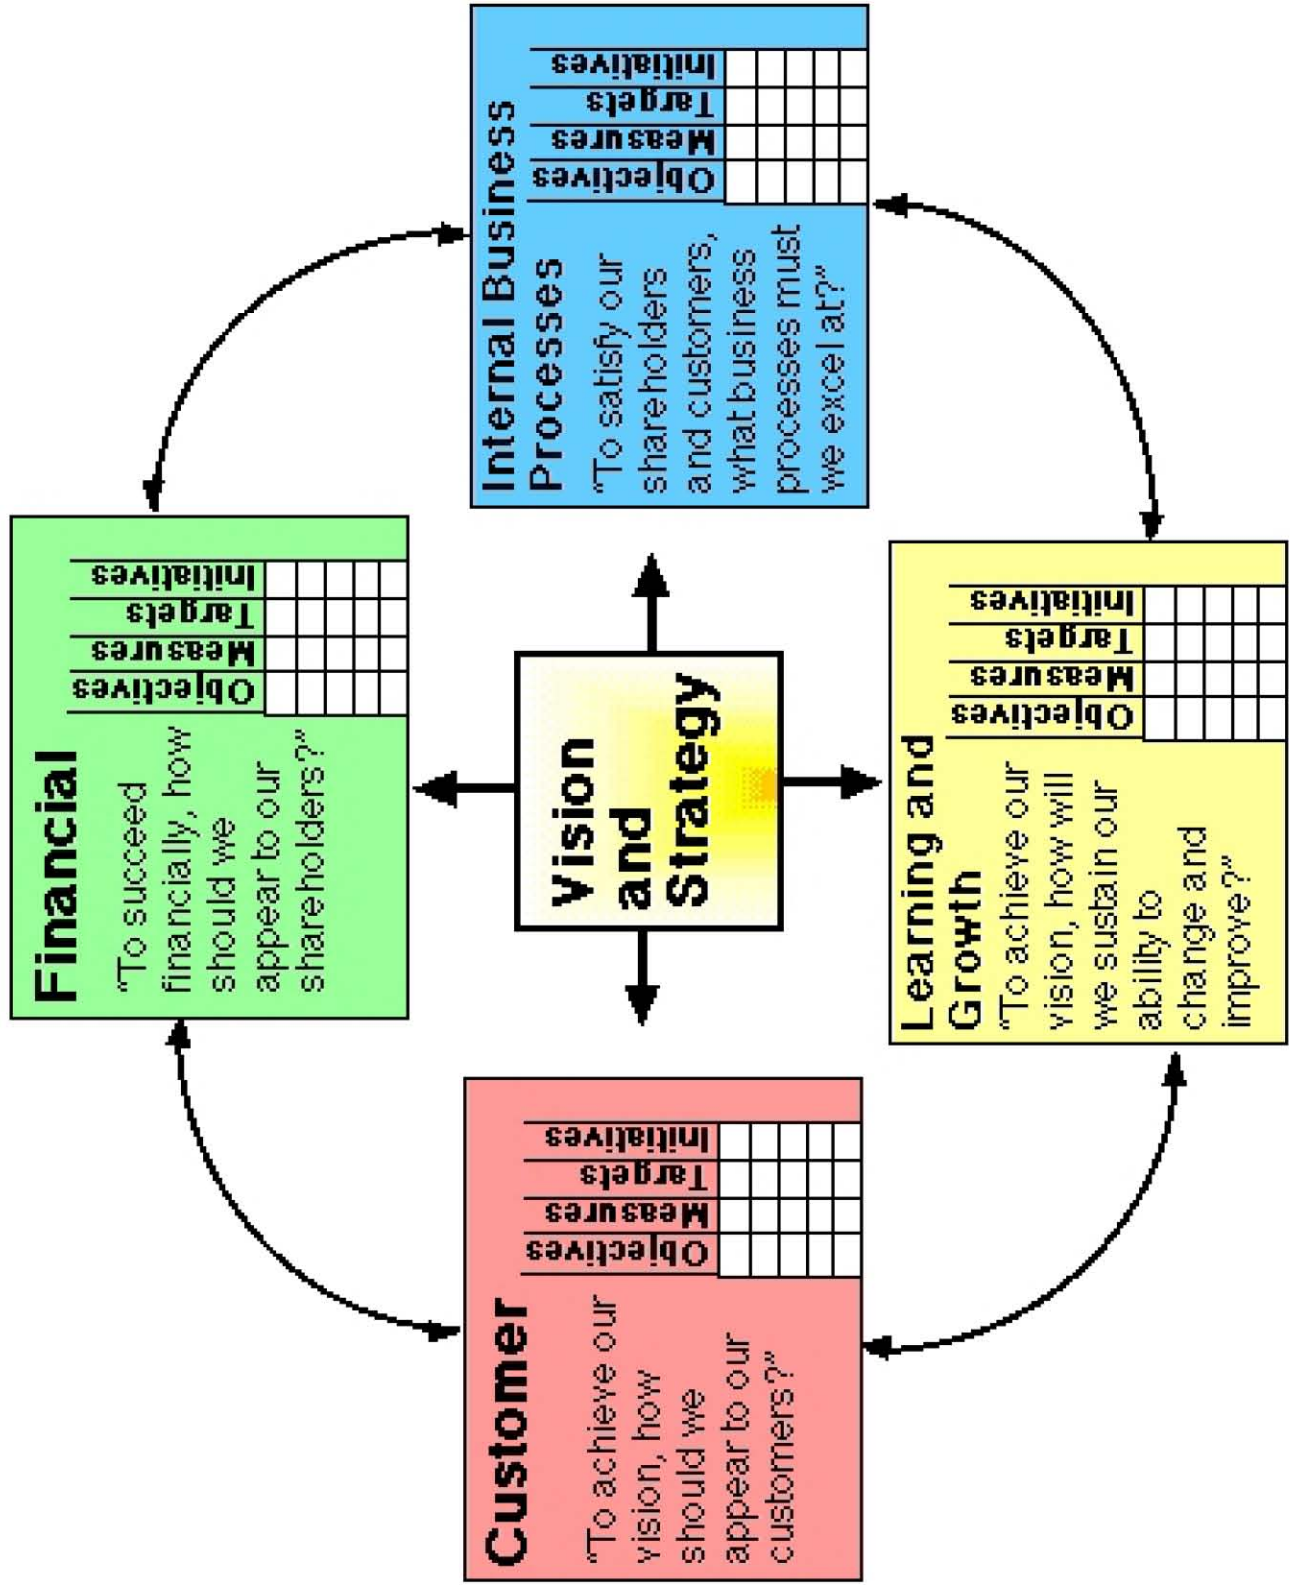 Financial
“To succeed
financially, how
should we
appear to our
shareholders?”
Objectives
Measures
Targets
Initiatives
Customer
“To achieve our
vision, how
should we
appear to our
customers?”
Objectives
Measures
Targets
Initiatives
Vision
and
Strategy
Internal Business
Processes
“To satisfy our
shareholders
and customers,
what business
processes must
we excel at?”
Objectives
Measures
Targets
Initiatives
Learning and
Growth
“To achieve our
vision, how will
we sustain our
ability to
change and
improve?”
Objectives
Measures
Targets
Initiatives